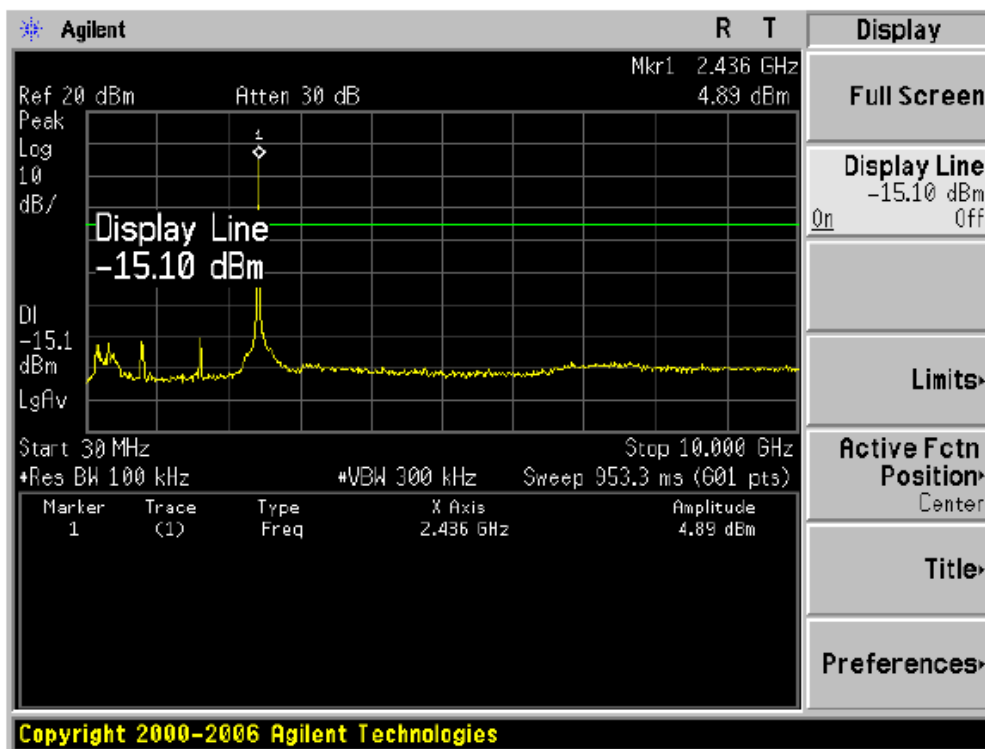 Agilent R T
Mkr1 2.436 GHz
Ref 20 dBm Atten 30 dB 4.89 dBm
Peak
Log
10
dB/
1
Display Line
-15.10 dBm
DI
-15.1
dBm
LgAv
Start 30 MHz Stop 10.000 GHz
#Res BW 100 kHz #VBW 300 kHz Sweep 953.3 ms (601 pts)
Marker Trace Type X Axis Amplitude
1 (1) Freq 2.436 GHz 4.89 dBm
Copyright 2000-2006 Agilent Technologies
Display
Full Screen
Display Line
-15.10 dBm
On Off
Limits
Active Fctn
Position
Center
Title
Preferences